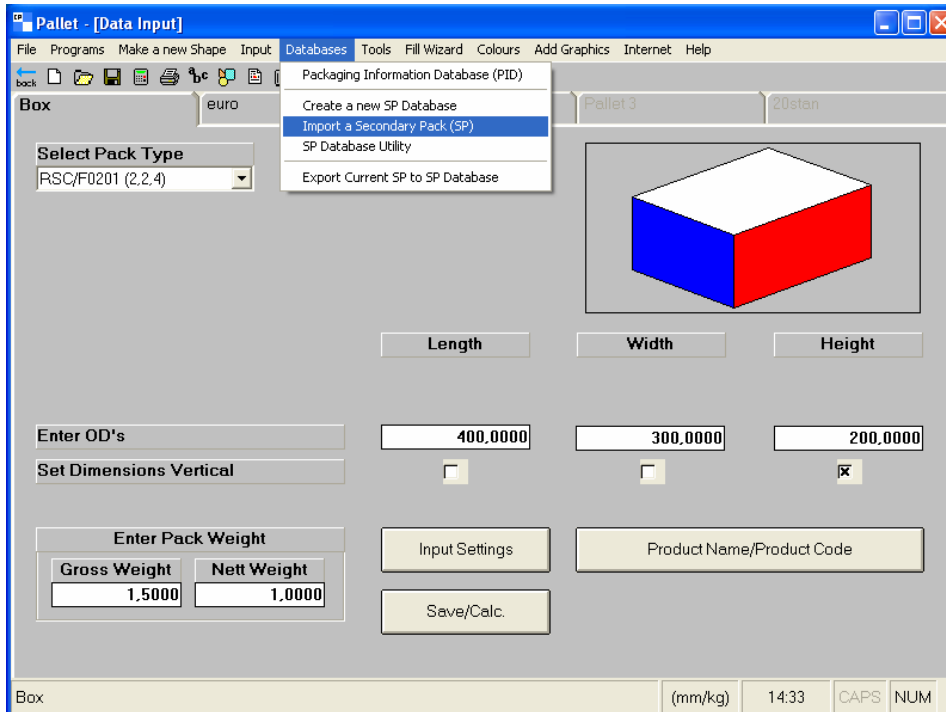 Pallet - [Data Input]
File Programs Make a new Shape Input Databases Tools Fill Wizard Colours Add Graphics Internet Help
back abc
Packaging Information Database (PID)
Create a new SP Database
Import a Secondary Pack (SP)
SP Database Utility
Export Current SP to SP Database
Box euro Pallet 3 20stan
Select Pack Type
RSC/F0201 (2,2,4)
Length Width Height
Enter OD's 400,0000 300,0000 200,0000
Set Dimensions Vertical
Enter Pack Weight
Gross Weight Nett Weight
1,5000 1,0000
Input Settings Product Name/Product Code
Save/Calc.
Box (mm/kg) 14:33 CAPS NUM